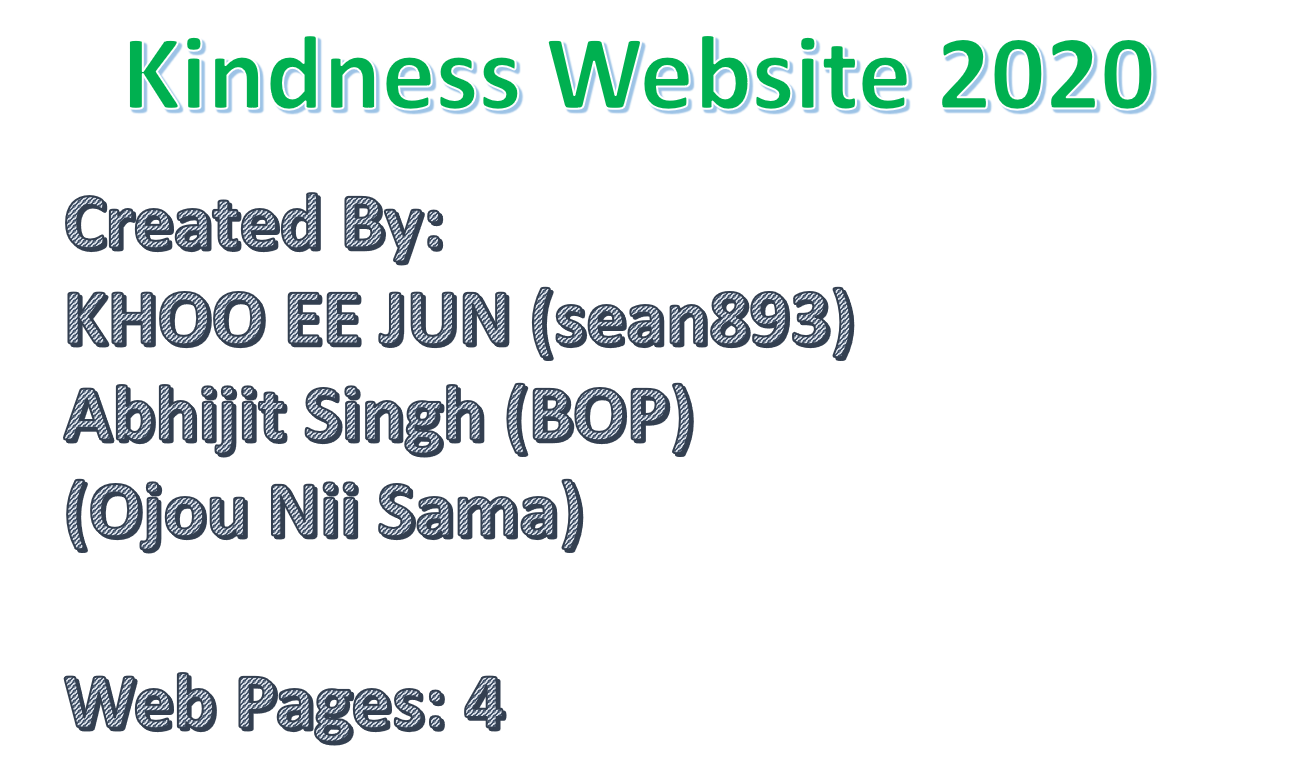 Kindness Website 2020
Created By:
KHOO EE JUN (sean893)
Abhijit Singh (BOP)
(Ojou Nii Sama)
Web Pages: 4